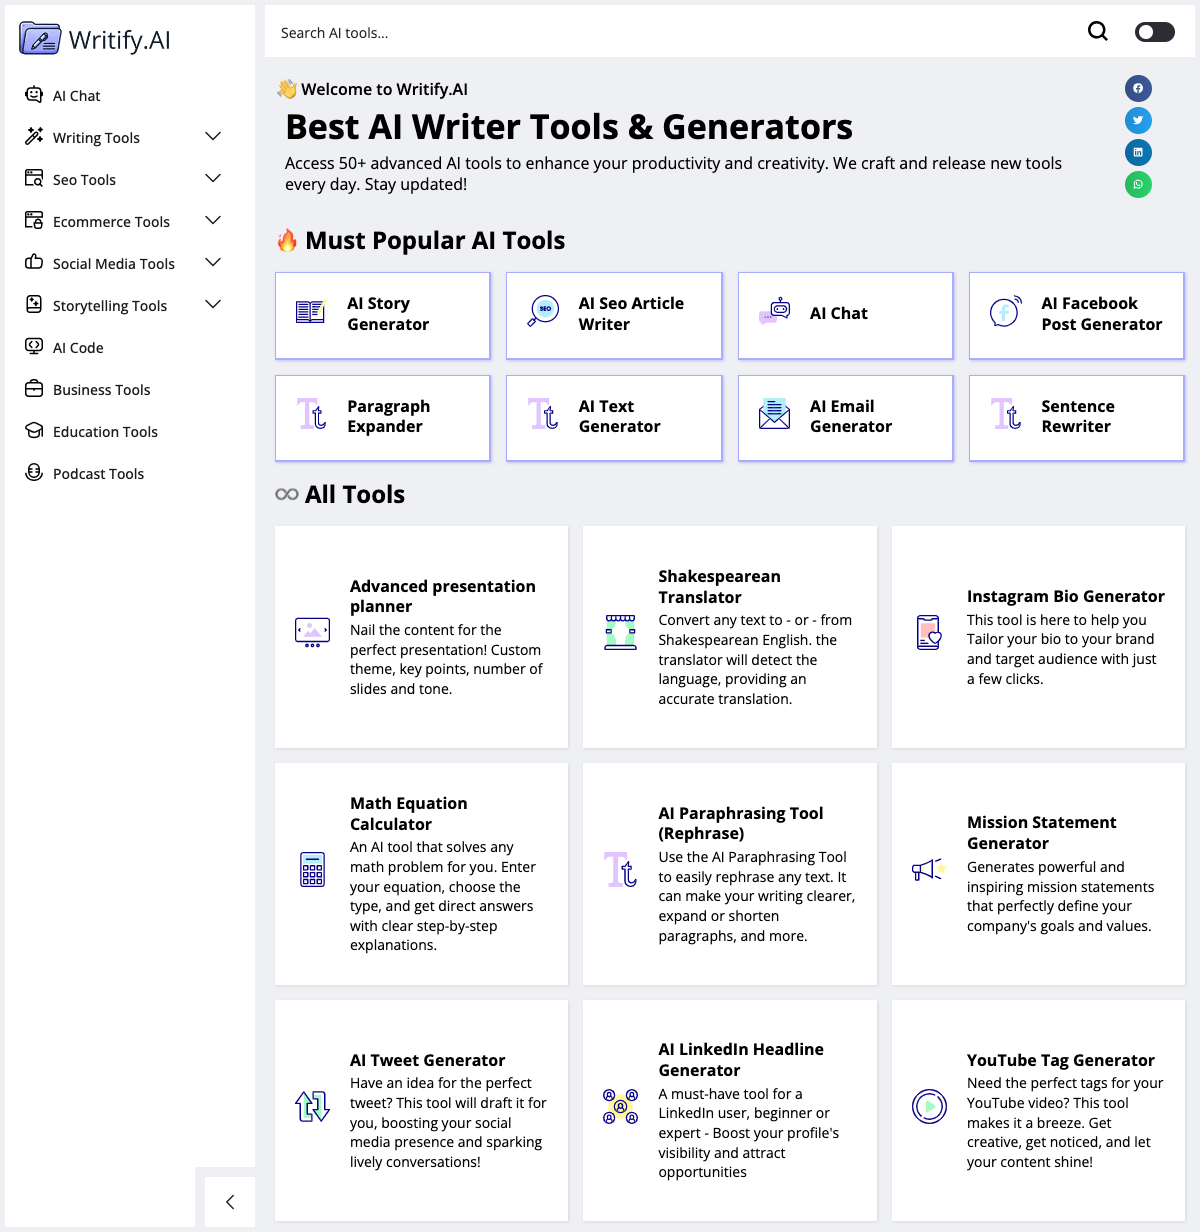 Writify.AI
AI Chat
Writing Tools
Seo Tools
Ecommerce Tools
Social Media Tools
Storytelling Tools
AI Code
Business Tools
Education Tools
Podcast Tools
Search AI tools...
👋 Welcome to Writify.AI
Best AI Writer Tools & Generators
Access 50+ advanced AI tools to enhance your productivity and creativity. We craft and release new tools
every day. Stay updated!
🔥 Must Popular AI Tools
AI Story
Generator
SEO
AI Seo Article
Writer
AI Chat
AI Facebook
Post Generator
Tt
Paragraph
Expander
Tt
AI Text
Generator
AI Email
Generator
Tt
Sentence
Rewriter
∞ All Tools
Advanced presentation
planner
Nail the content for the
perfect presentation! Custom
theme, key points, number of
slides and tone.
Shakespearean
Translator
Convert any text to - or - from
Shakespearean English. the
translator will detect the
language, providing an
accurate translation.
Instagram Bio Generator
This tool is here to help you
Tailor your bio to your brand
and target audience with just
a few clicks.
Math Equation
Calculator
An AI tool that solves any
math problem for you. Enter
your equation, choose the
type, and get direct answers
with clear step-by-step
explanations.
Tt
AI Paraphrasing Tool
(Rephrase)
Use the AI Paraphrasing Tool
to easily rephrase any text. It
can make your writing clearer,
expand or shorten
paragraphs, and more.
Mission Statement
Generator
Generates powerful and
inspiring mission statements
that perfectly define your
company's goals and values.
AI Tweet Generator
Have an idea for the perfect
tweet? This tool will draft it for
you, boosting your social
media presence and sparking
lively conversations!
AI LinkedIn Headline
Generator
A must-have tool for a
LinkedIn user, beginner or
expert - Boost your profile's
visibility and attract
opportunities
YouTube Tag Generator
Need the perfect tags for your
YouTube video? This tool
makes it a breeze. Get
creative, get noticed, and let
your content shine!